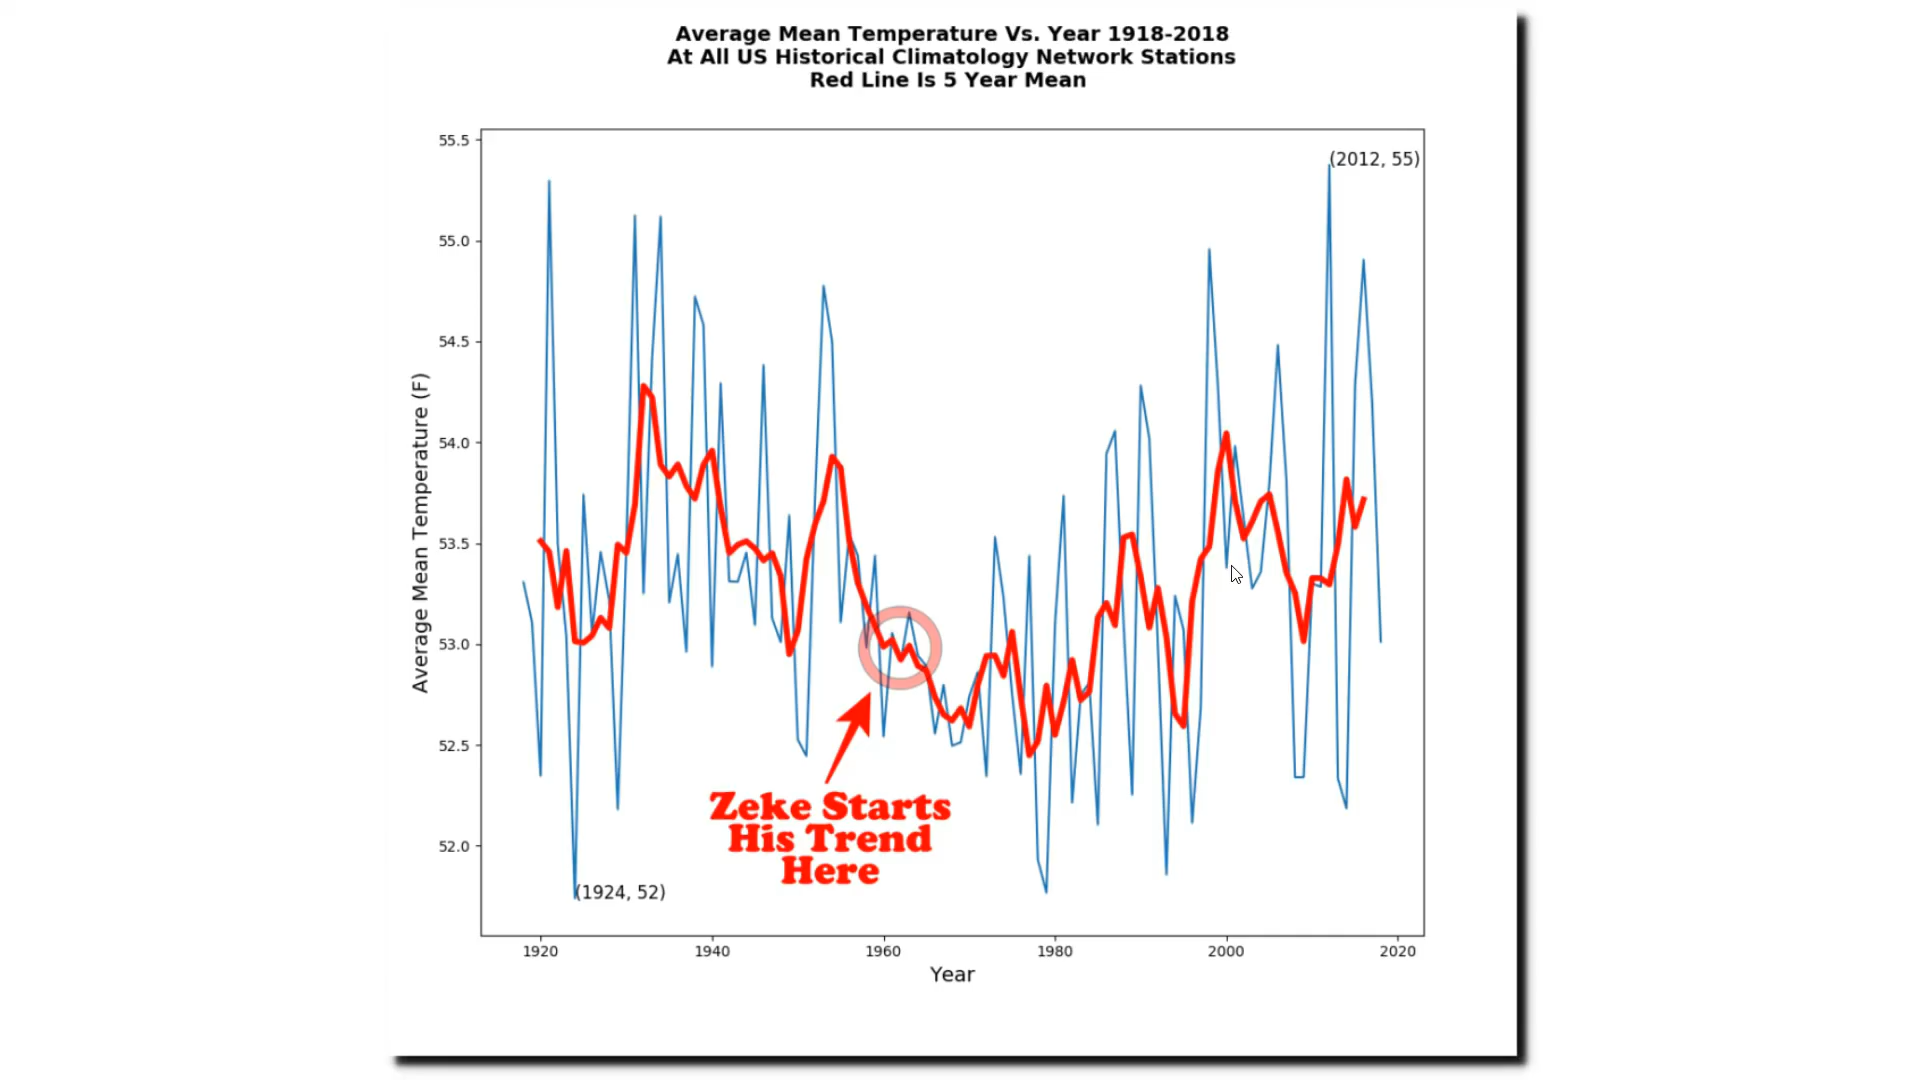 Average Mean Temperature Vs. Year 1918-2018
At All US Historical Climatology Network Stations
Red Line Is 5 Year Mean
55.5
(2012, 55)
55.0
54.5
54.0
53.5
53.0
52.5
52.0
Average Mean Temperature (F)
Zeke Starts
His Trend
Here
(1924, 52)
1920 1940 1960 1980 2000 2020
Year